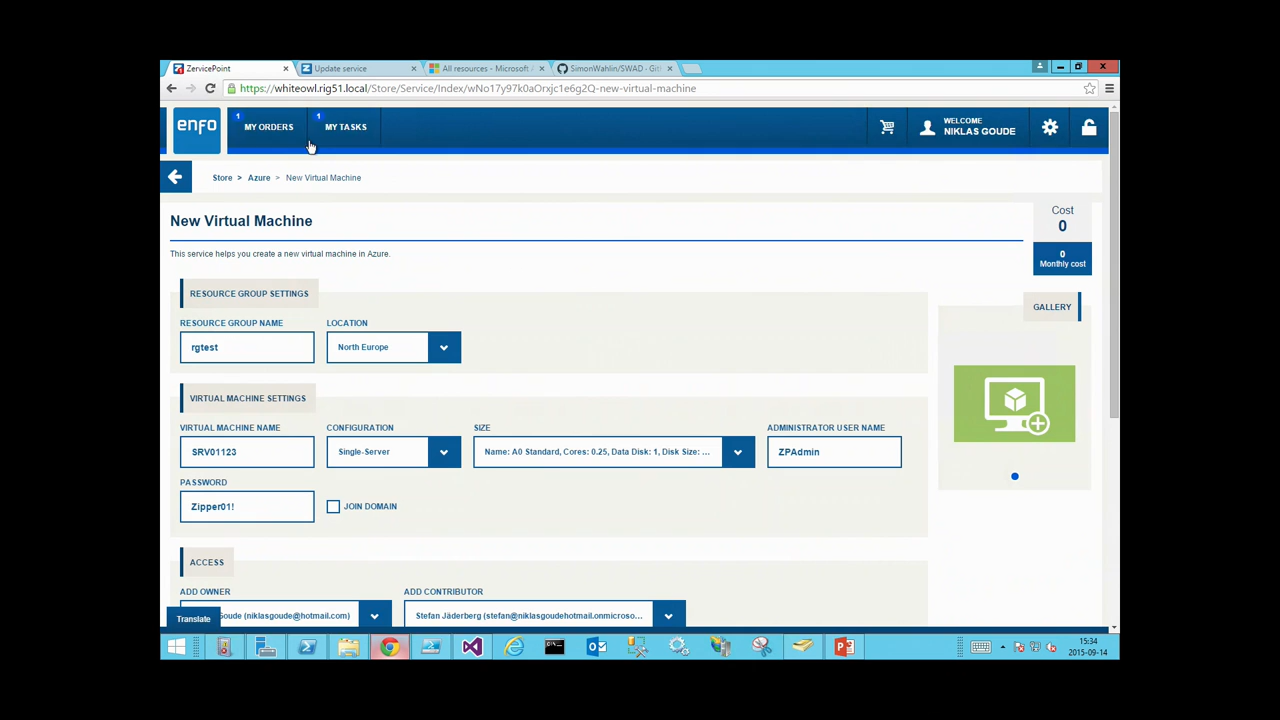 ZervicePoint
Update service
All resources - Microsoft
SimonWahlin/SWAD - Git
https://whiteowl.rig51.local/Store/Service/Index/wNo17y97k0aOrxjc1e6g2Q-new-virtual-machine
enfo
1
MY ORDERS
1
MY TASKS
WELCOME
NIKLAS GOUDE
Store > Azure > New Virtual Machine
New Virtual Machine
Cost
0
0
Monthly cost
This service helps you create a new virtual machine in Azure.
RESOURCE GROUP SETTINGS
GALLERY
RESOURCE GROUP NAME
LOCATION
rgtest
North Europe
VIRTUAL MACHINE SETTINGS
VIRTUAL MACHINE NAME
CONFIGURATION
SIZE
ADMINISTRATOR USER NAME
SRV01123
Single-Server
Name: A0 Standard, Cores: 0.25, Data Disk: 1, Disk Size: ...
ZPAdmin
PASSWORD
Zipper01!
JOIN DOMAIN
ACCESS
ADD OWNER
ADD CONTRIBUTOR
Goude (niklasgoude@hotmail.com)
Stefan Jäderberg (stefan@niklasgoudehotmail.onmicroso...
Translate
15:34
2015-09-14